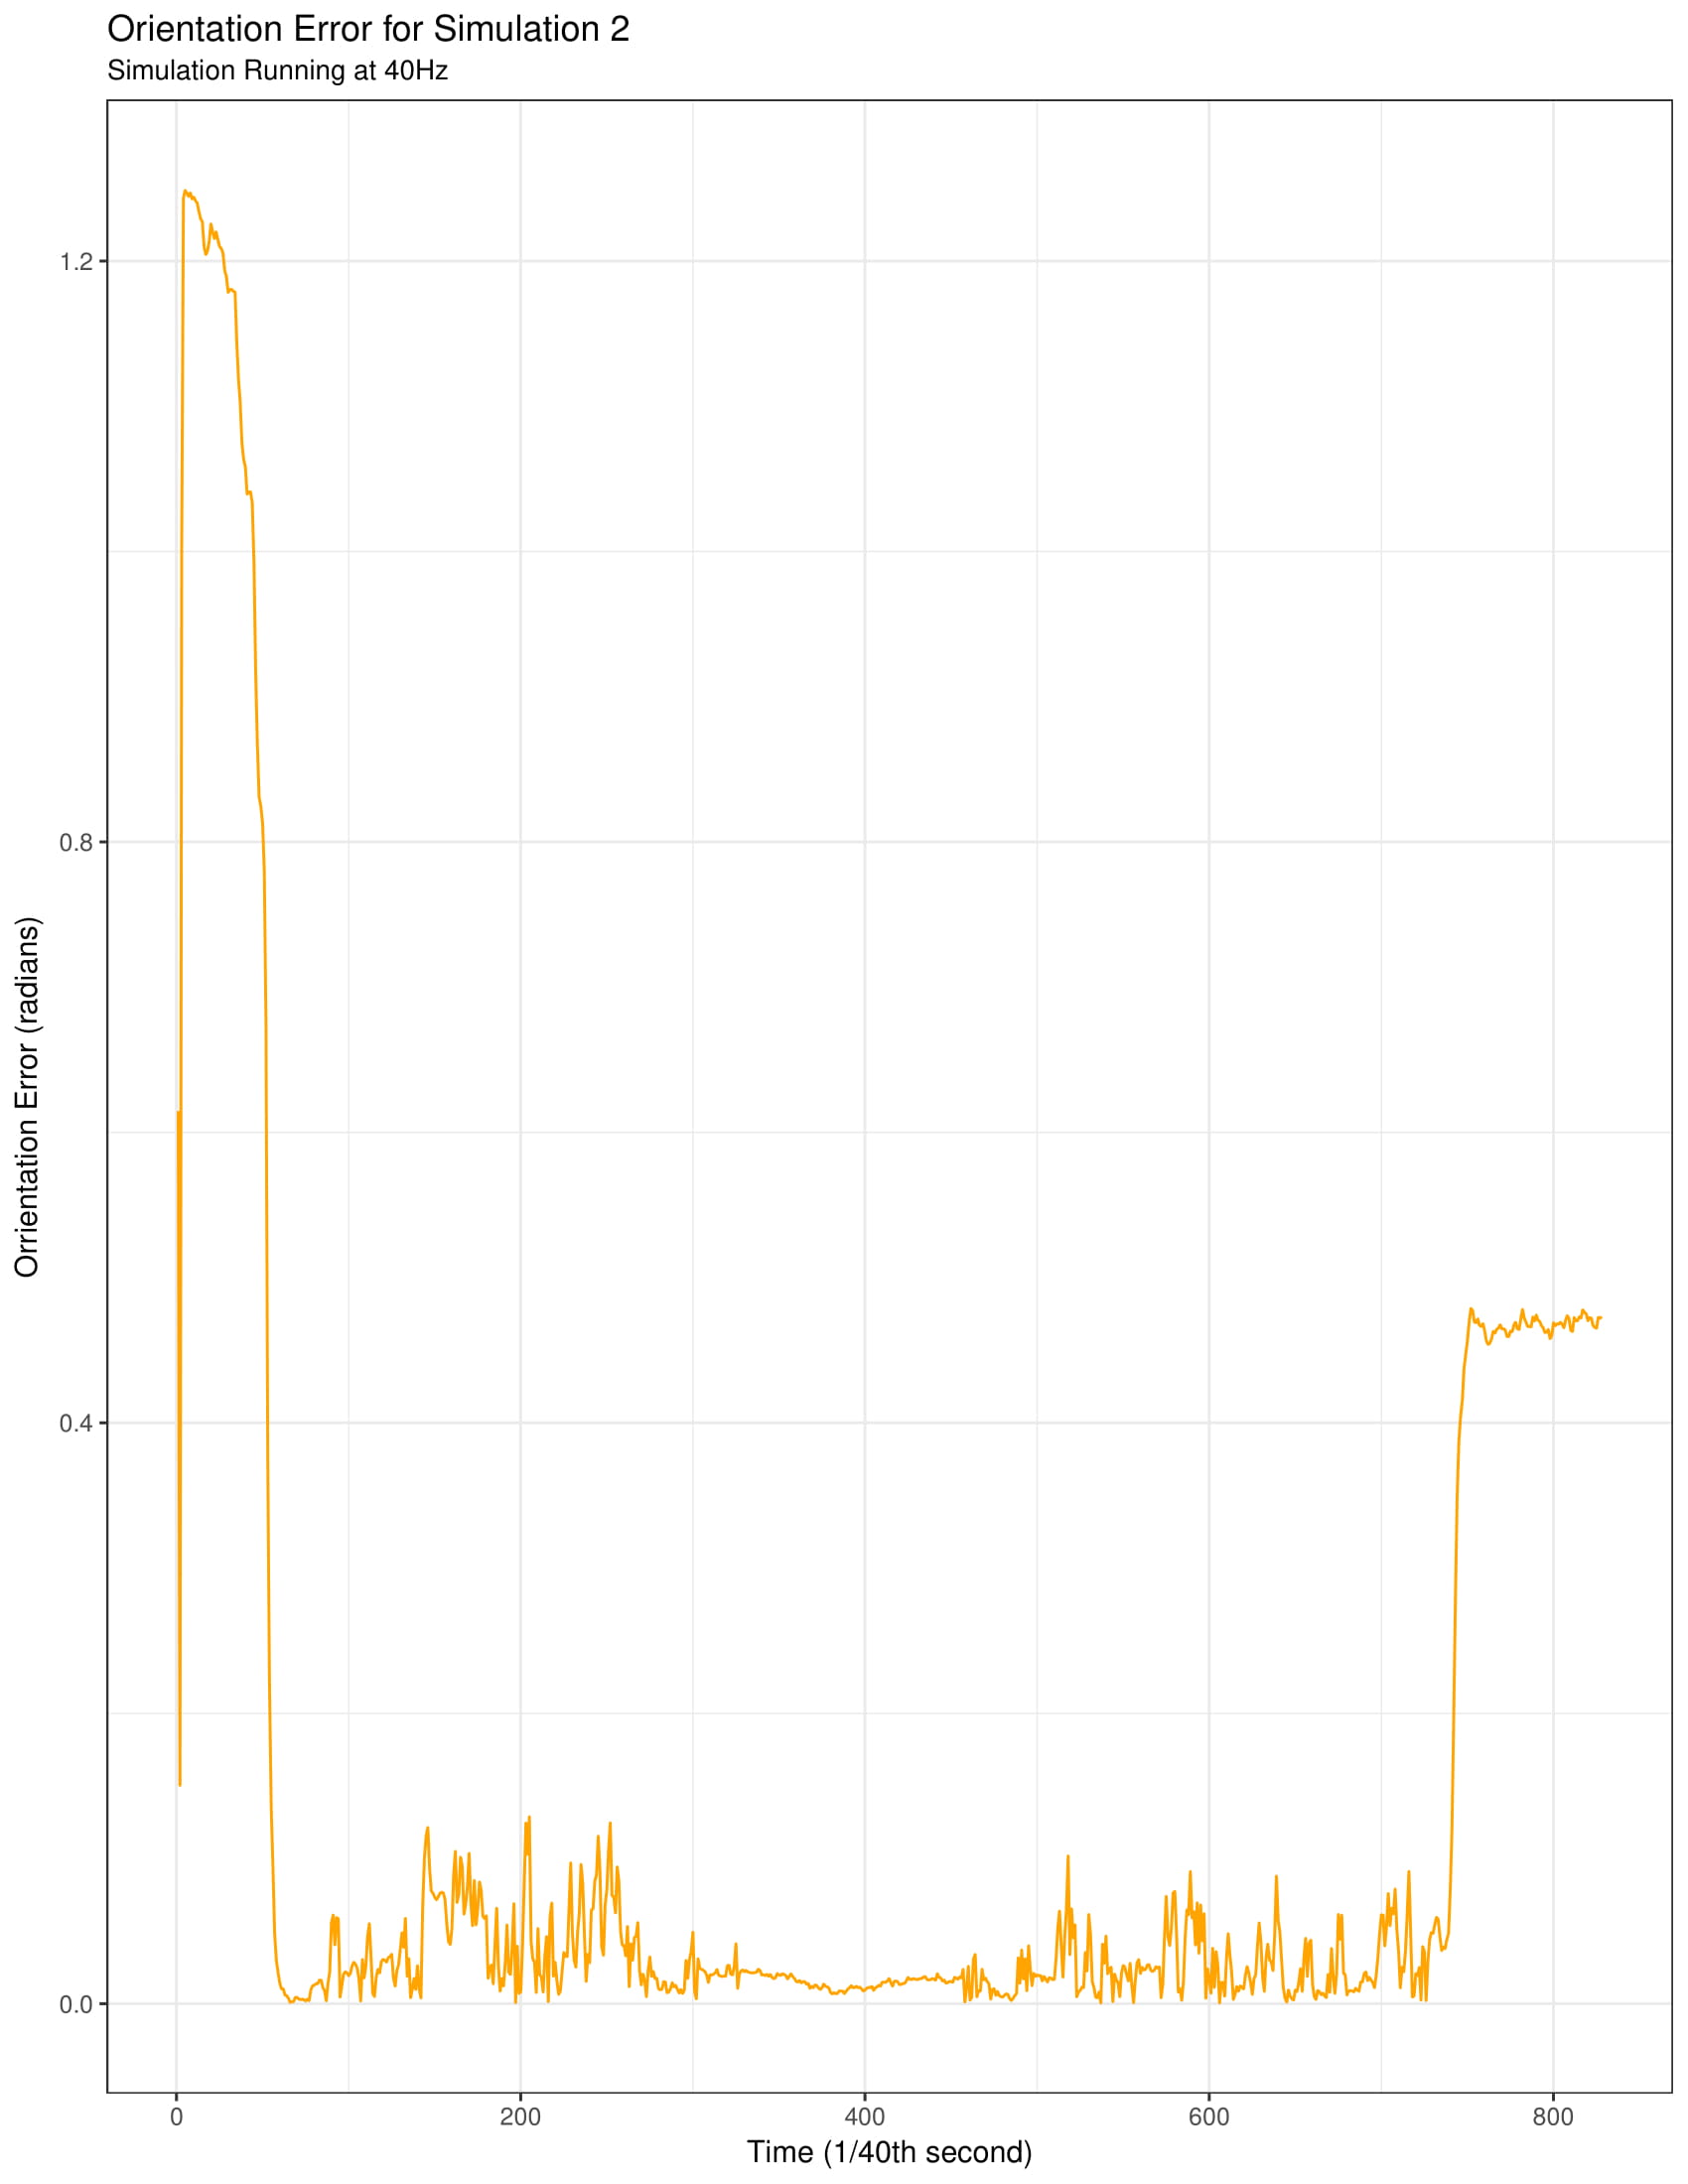 Orientation Error for Simulation 2
Simulation Running at 40Hz
Orrientation Error (radians)
1.2
0.8
0.4
0.0
0 200 400 600 800
Time (1/40th second)